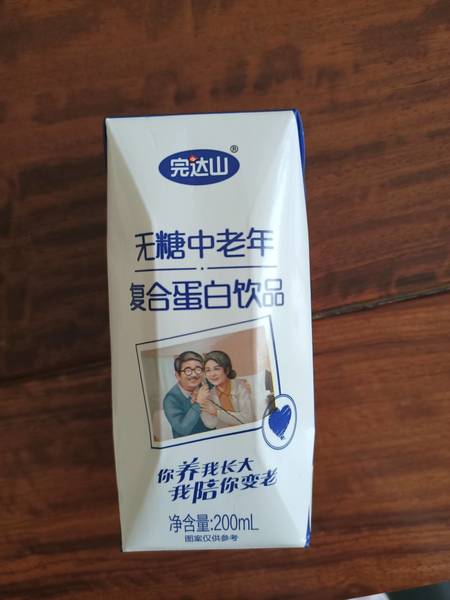 完达山®
无糖中老年
复合蛋白饮品
你养我长大
我陪你变老
净含量:200mL
图案仅供参考